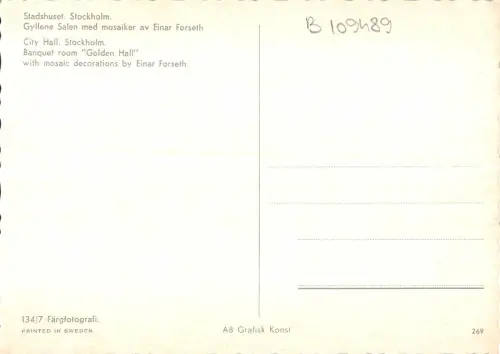 Stadshuset. Stockholm.
Gyllene Salen med mosaiker av Einar Forseth
City Hall. Stockholm.
Banquet room "Golden Hall"
with mosaic decorations by Einar Forseth.
B 109489
134/7 Färgfotografi.
PRINTED IN SWEDEN
AB Grafisk Konst
269